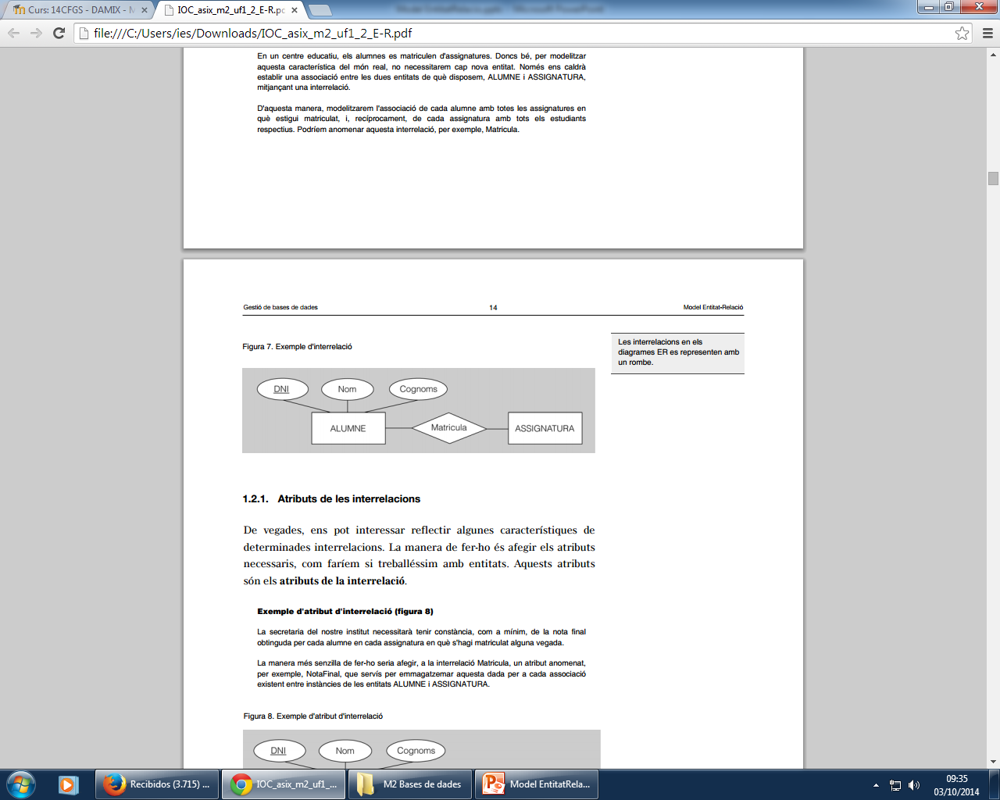 Curs: 14CFGS - DAMIX - M
IOC_asix_m2_uf1_2_E-R.pd
file:///C:/Users/ies/Downloads/IOC_asix_m2_uf1_2_E-R.pdf
En un centre educatiu, els alumnes es matriculen d'assignatures. Doncs bé, per modelitzar
aquesta característica del món real, no necessitarem cap nova entitat. Només ens caldrà
establir una associació entre les dues entitats de què disposem, ALUMNE i ASSIGNATURA,
mitjançant una interrelació.
D'aquesta manera, modelitzarem l'associació de cada alumne amb totes les assignatures en
què estigui matriculat, i, recíprocament, de cada assignatura amb tots els estudiants
respectius. Podríem anomenar aquesta interrelació, per exemple, Matricula.
Gestió de bases de dades
14
Model Entitat-Relació
Figura 7. Exemple d'interrelació
Les interrelacions en els
diagrames ER es representen amb
un rombe.
DNI
Nom
Cognoms
ALUMNE
Matricula
ASSIGNATURA
1.2.1. Atributs de les interrelacions
De vegades, ens pot interessar reflectir algunes característiques de
determinades interrelacions. La manera de fer-ho és afegir els atributs
necessaris, com faríem si treballéssim amb entitats. Aquests atributs
són els atributs de la interrelació.
Exemple d'atribut d'interrelació (figura 8)
La secretaria del nostre institut necessitarà tenir constància, com a mínim, de la nota final
obtinguda per cada alumne en cada assignatura en què s'hagi matriculat alguna vegada.
La manera més senzilla de fer-ho seria afegir, a la interrelació Matricula, un atribut anomenat,
per exemple, NotaFinal, que servís per emmagatzemar aquesta dada per a cada associació
existent entre instàncies de les entitats ALUMNE i ASSIGNATURA.
Figura 8. Exemple d'atribut d'interrelació
DNI
Nom
Cognoms
Recibidos (3.715) ...
IOC_asix_m2_uf1_...
M2 Bases de dades
Model EntitatRela...
09:35
03/10/2014